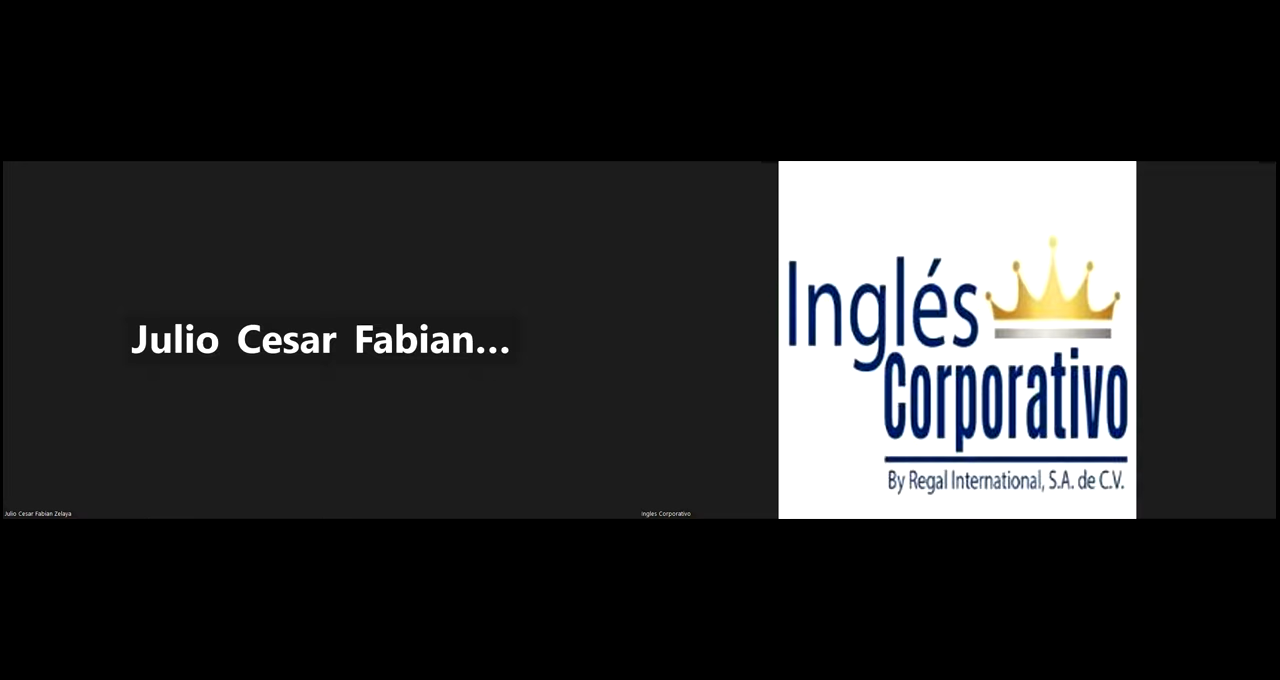 Julio Cesar Fabian...
Julio Cesar Fabian Zelaya
Inglés
Corporativo
By Regal International, S.A. de C.V.
Ingles Corporativo